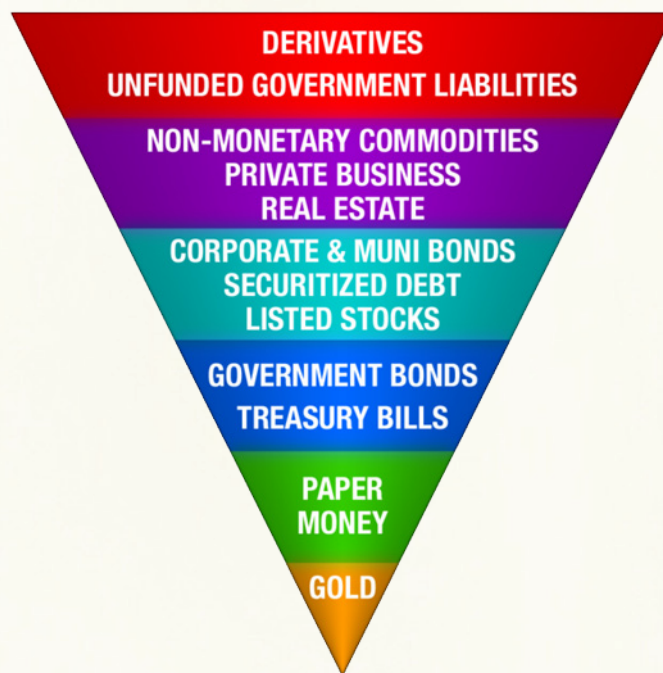 DERIVATIVES
UNFUNDED GOVERNMENT LIABILITIES
NON-MONETARY COMMODITIES
PRIVATE BUSINESS
REAL ESTATE
CORPORATE & MUNI BONDS
SECURITIZED DEBT
LISTED STOCKS
GOVERNMENT BONDS
TREASURY BILLS
PAPER
MONEY
GOLD